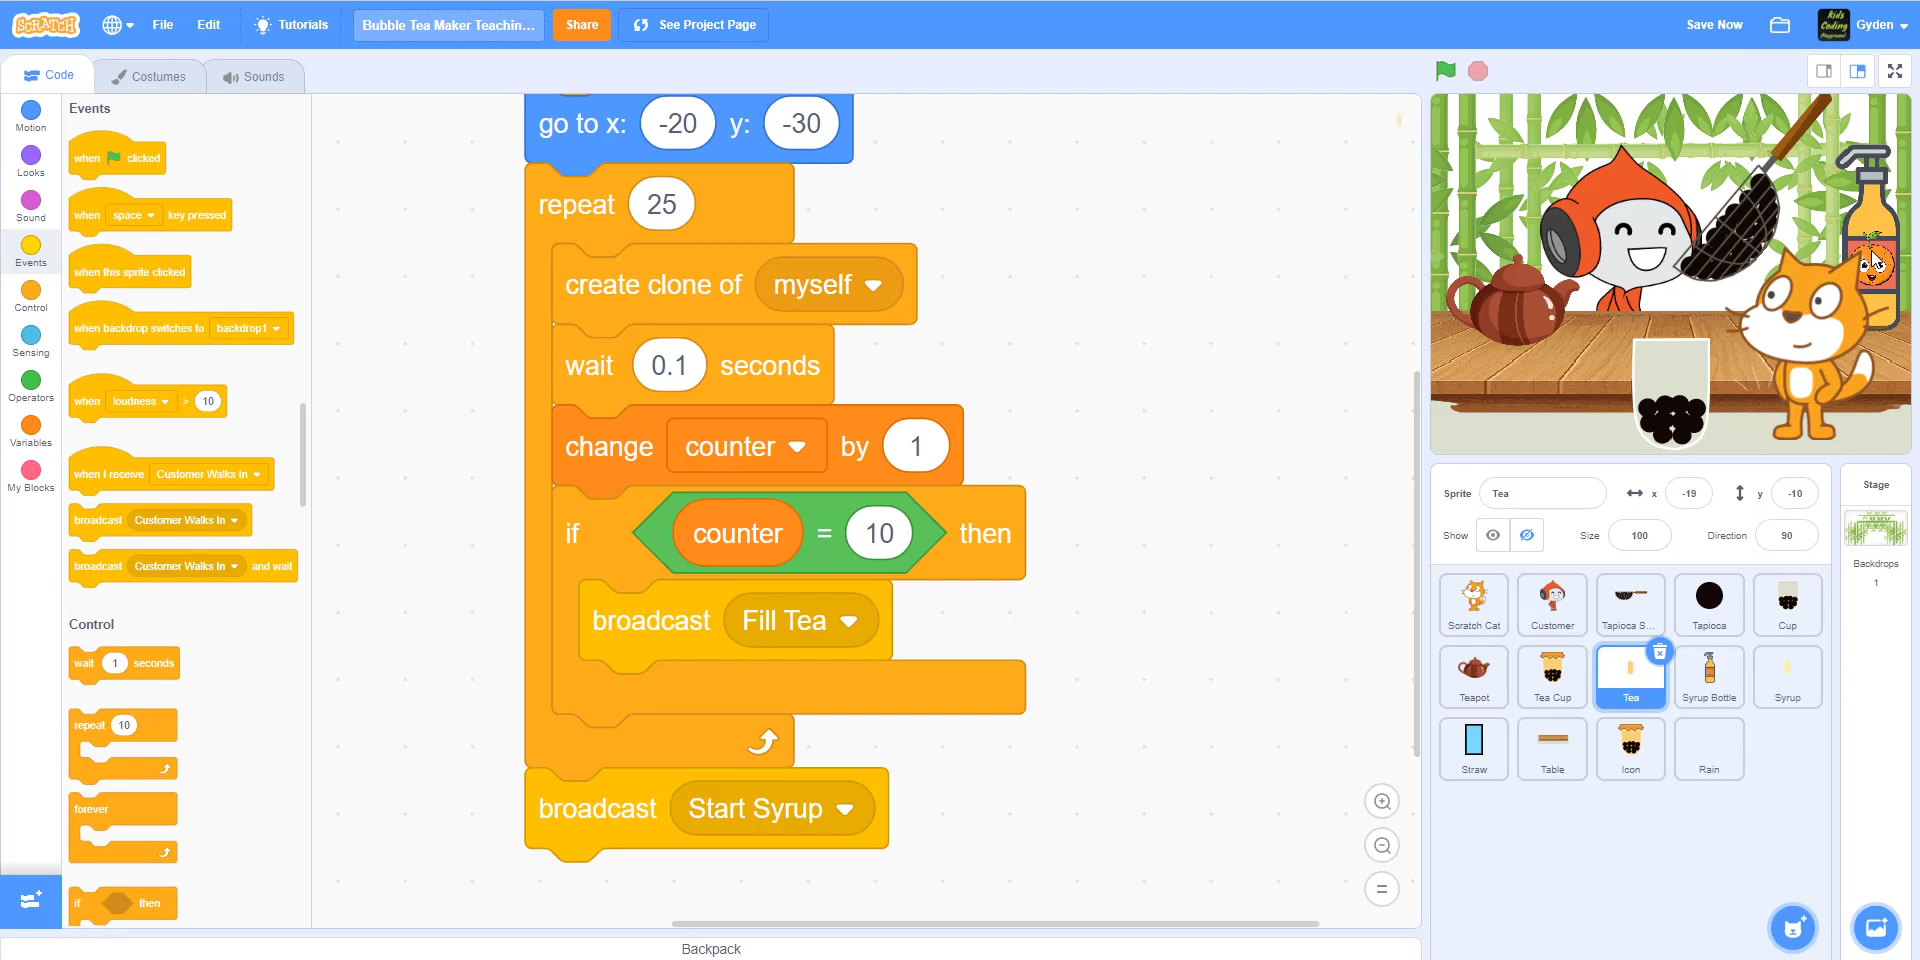 SCRATCH
File
Edit
Tutorials
Bubble Tea Maker Teachin...
Share
See Project Page
Save Now
Kids
Coding
Playground
Gyden
Code
Costumes
Sounds
Motion
Looks
Sound
Events
Control
Sensing
Operators
Variables
My Blocks
Events
when clicked
when space key pressed
when this sprite clicked
when backdrop switches to backdrop1
when loudness > 10
when I receive Customer Walks In
broadcast Customer Walks In
broadcast Customer Walks In and wait
Control
wait 1 seconds
repeat 10
forever
if then
go to x: -20 y: -30
repeat 25
create clone of myself
wait 0.1 seconds
change counter by 1
if counter = 10 then
broadcast Fill Tea
broadcast Start Syrup
Backpack
Sprite Tea x -19 y -10
Show Size 100 Direction 90
Scratch Cat
Customer
Tapioca S...
Tapioca
Cup
Teapot
Tea Cup
Tea
Syrup Bottle
Syrup
Straw
Table
Icon
Rain
Stage
Backdrops
1